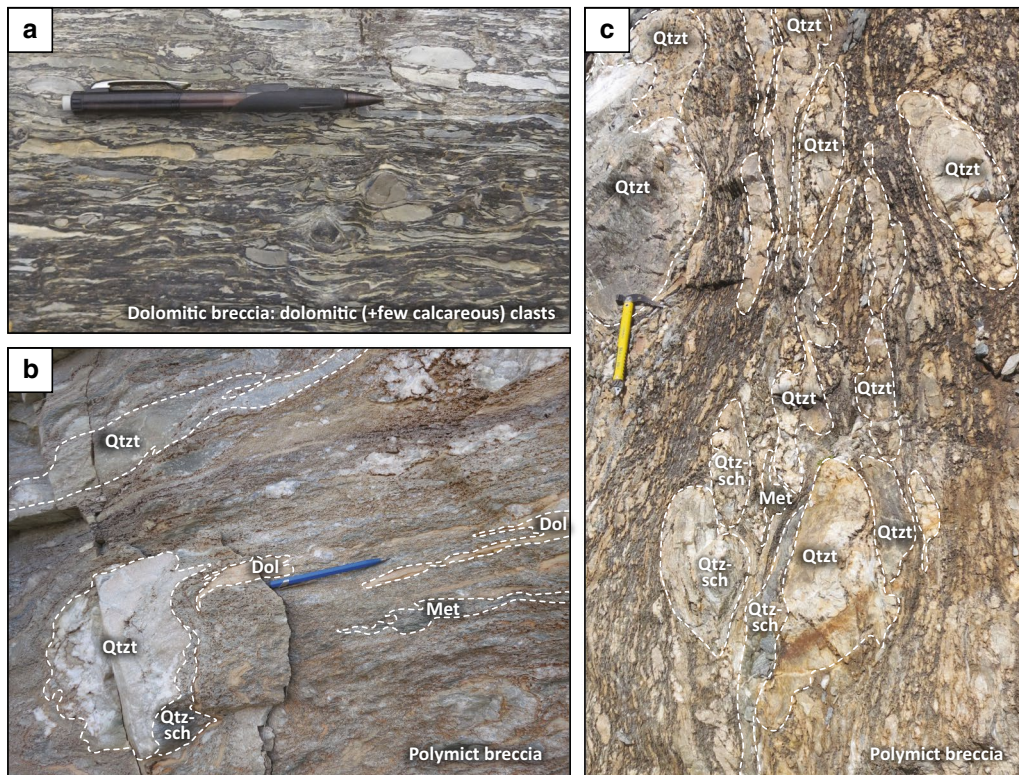 a
Dolomitic breccia: dolomitic (+few calcareous) clasts
b
Qtzt
Dol
Dol
Met
Qtzt
Qtz-
sch
Polymict breccia
c
Qtzt
Qtzt
Qtzt
Qtzt
Qtzt
Qtzt
Qtzt
Qtz-
sch
Met
Qtzt
Qtzt
Qtz-
sch
Qtz-
sch
Polymict breccia